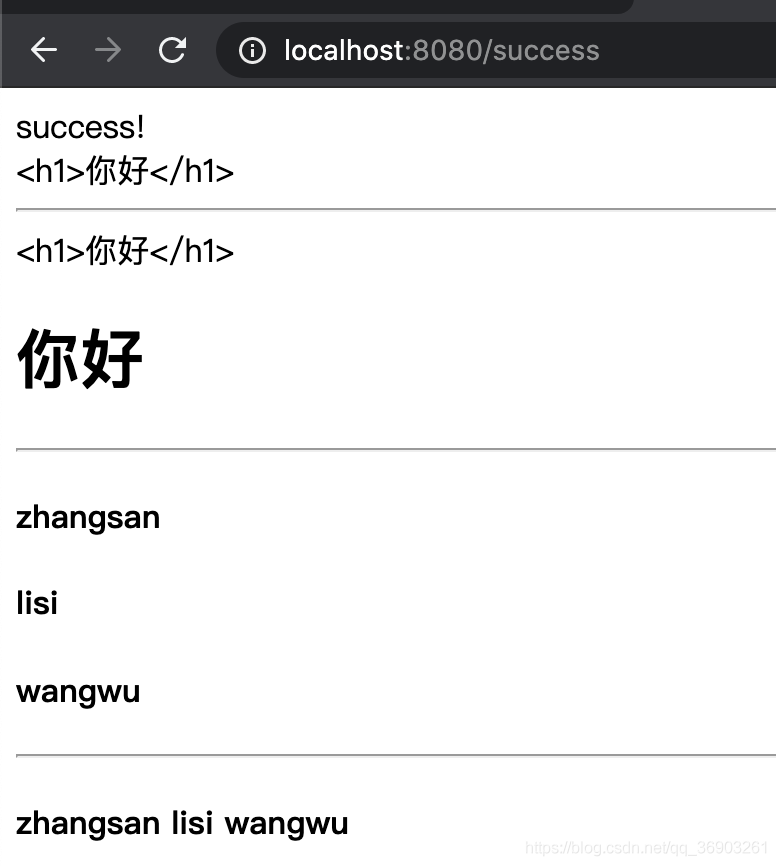 localhost:8080/success
success!
<h1>你好</h1>
<h1>你好</h1>
你好
zhangsan
lisi
wangwu
zhangsan lisi wangwu
https://blog.csdn.net/qq_36903261